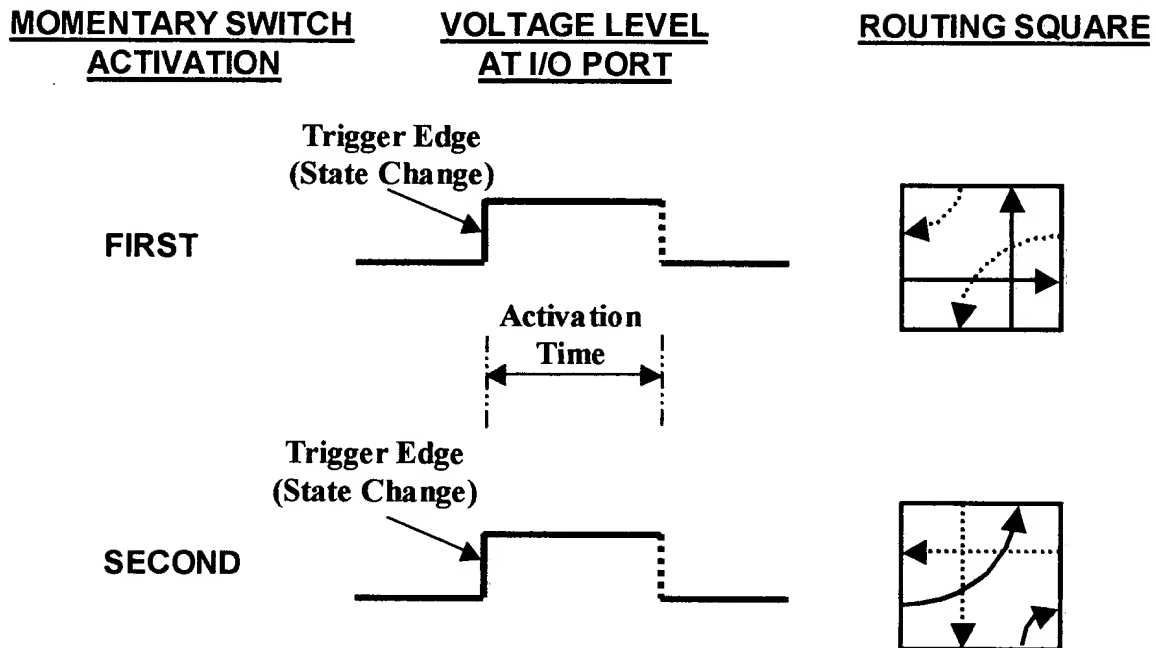 MOMENTARY SWITCH
ACTIVATION
VOLTAGE LEVEL
AT I/O PORT
ROUTING SQUARE
Trigger Edge
(State Change)
FIRST
Activation
Time
Trigger Edge
(State Change)
SECOND